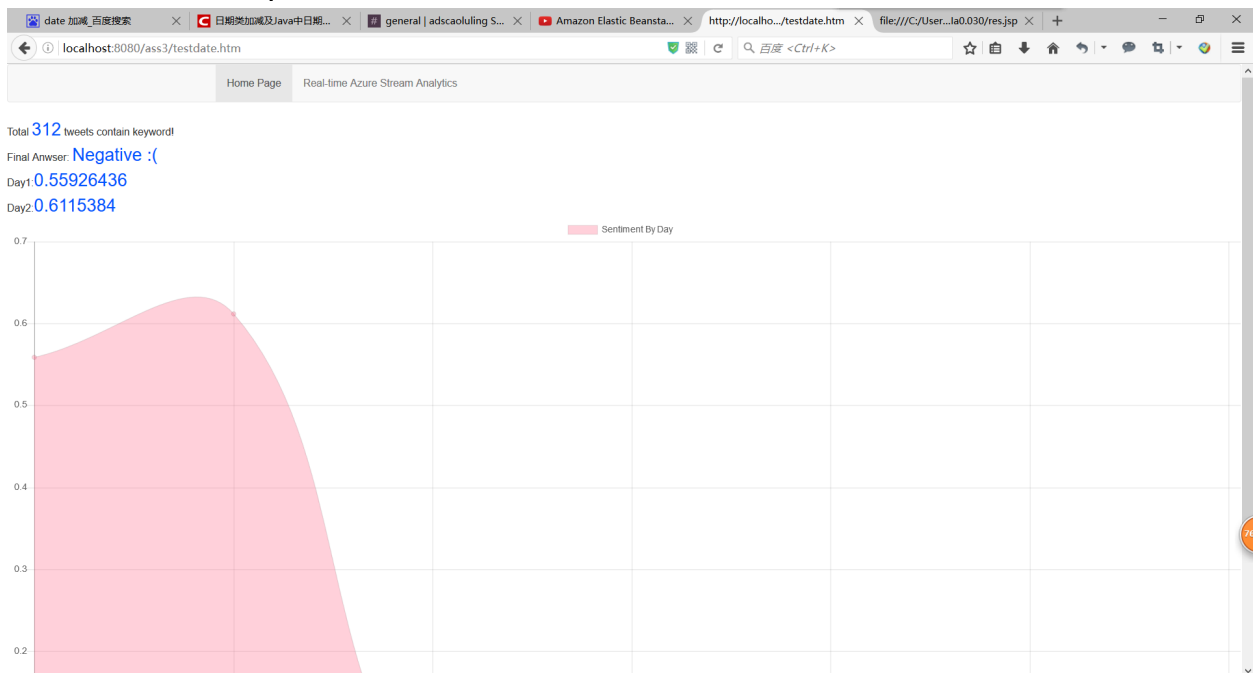 date 加减_百度搜索
日期类加减及Java中日期...
general | adscaoluling S...
Amazon Elastic Beansta...
http://localho.../testdate.htm
file:///C:/User...la0.030/res.jsp
localhost:8080/ass3/testdate.htm
百度 <Ctrl+K>
Home Page
Real-time Azure Stream Analytics
Total 312 tweets contain keyword!
Final Anwser: Negative :(
Day1:0.55926436
Day2:0.6115384
Sentiment By Day
0.7
0.6
0.5
0.4
0.3
0.2